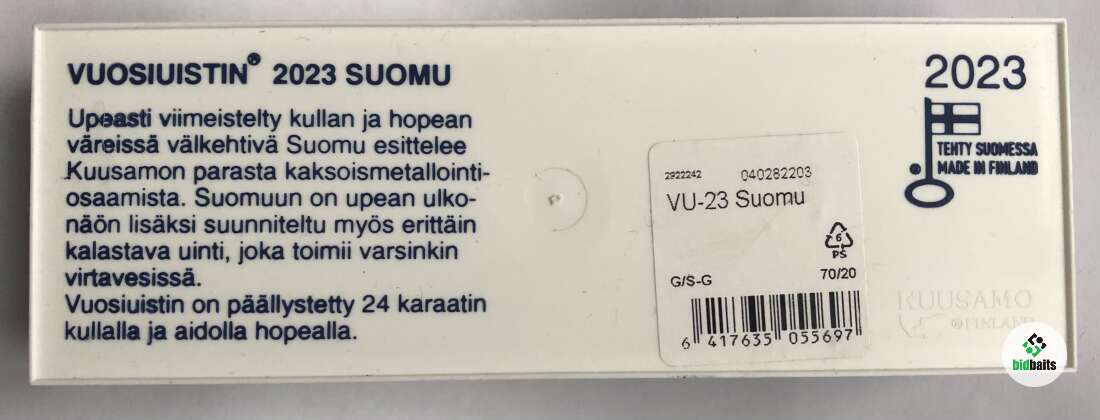 VUOSIUISTIN® 2023 SUOMU
Upeasti viimeistelty kullan ja hopean
väreissä välkehtivä Suomu esittelee
Kuusamon parasta kaksoismetallointi-
osaamista. Suomuun on upean ulko-
näön lisäksi suunniteltu myös erittäin
kalastava uinti, joka toimii varsinkin
virtavesissä.
Vuosiuistin on päällystetty 24 karaatin
kullalla ja aidolla hopealla.
2922242 040282203
VU-23 Suomu
6
PS
G/S-G 70/20
6 417635 055697
2023
TEHTY SUOMESSA
® MADE IN FINLAND
KUUSAMO
®FINLAND
bidbaits